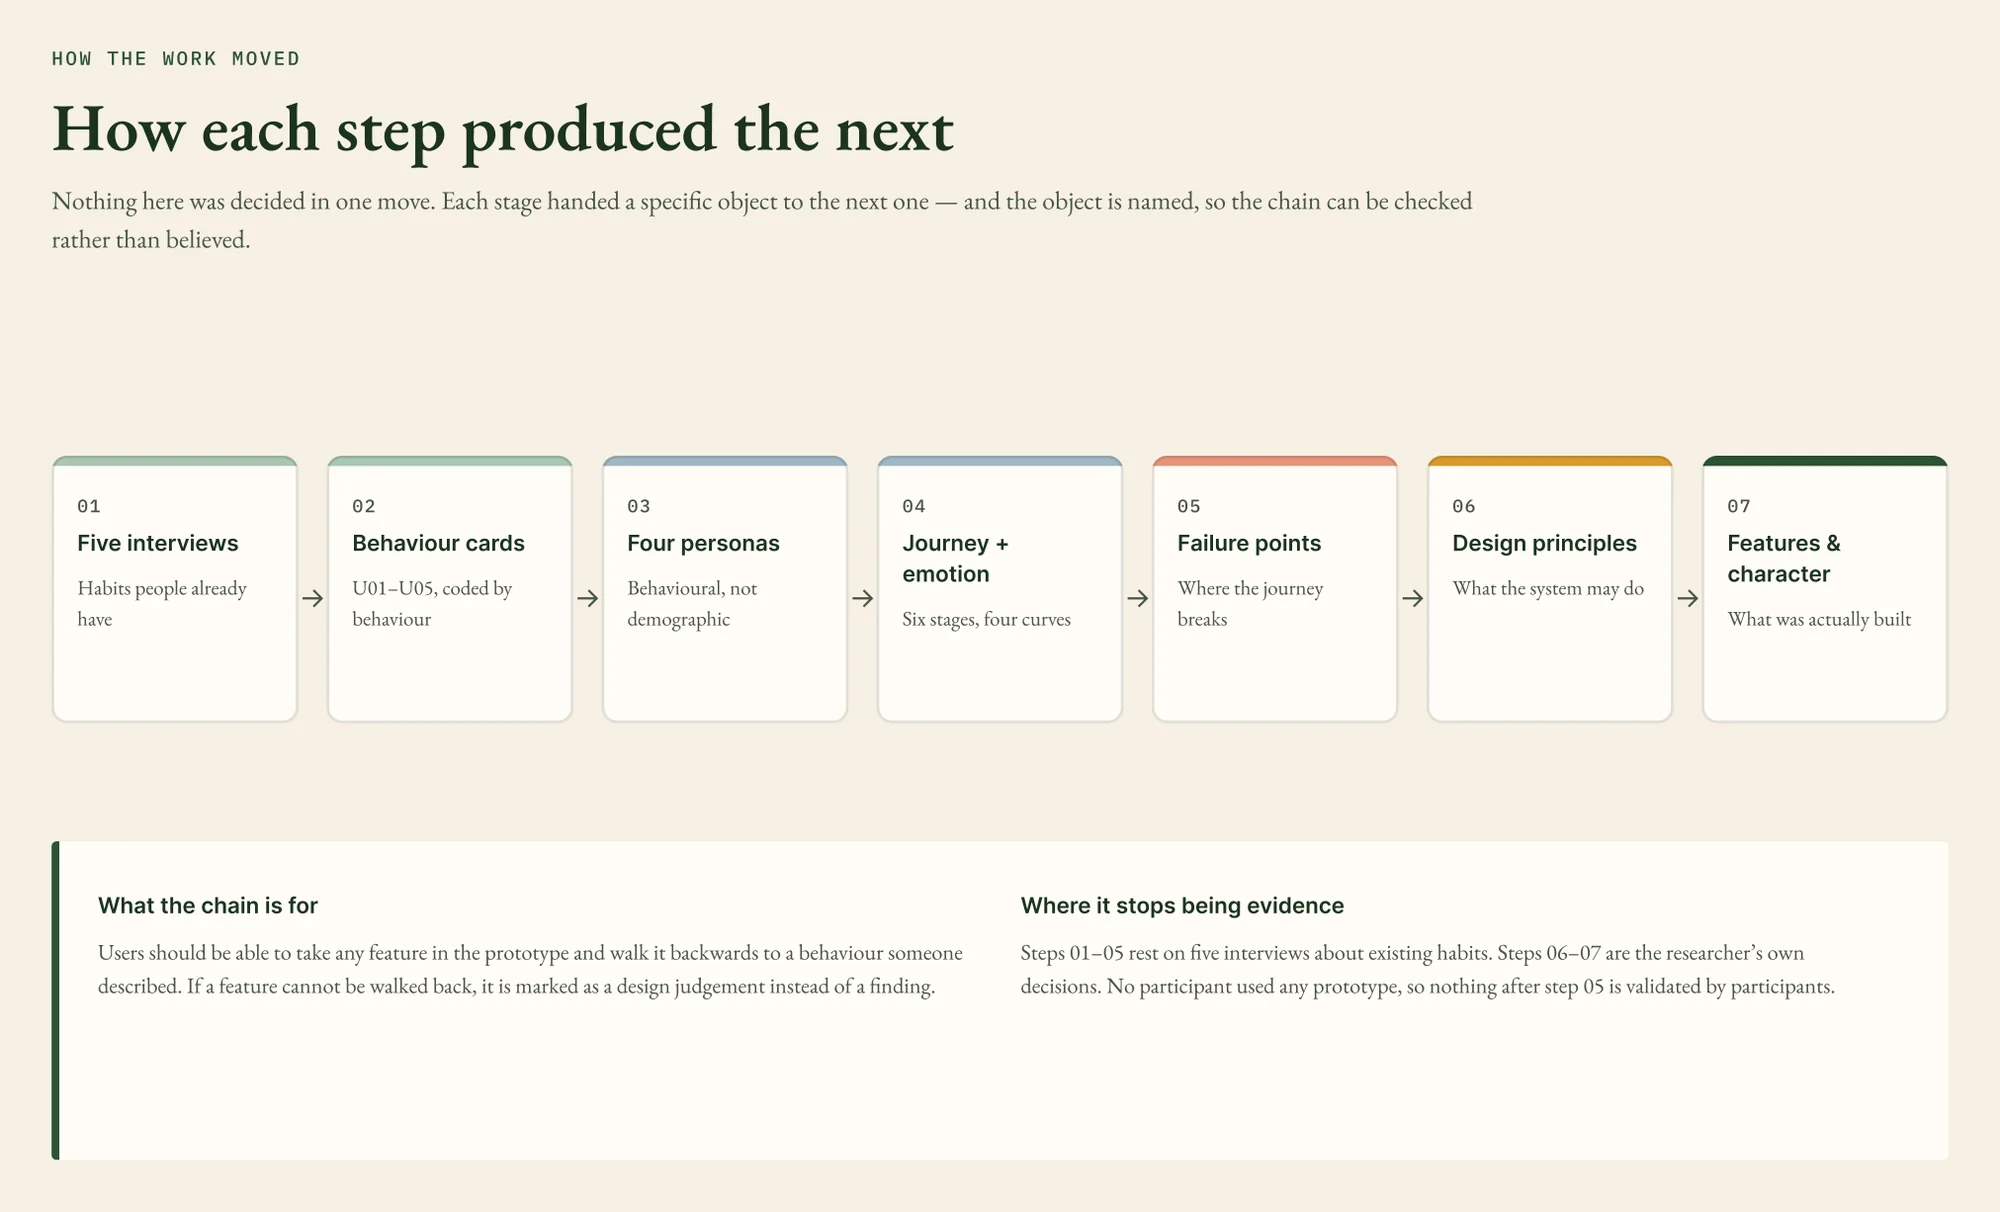 HOW THE WORK MOVED
How each step produced the next
Nothing here was decided in one move. Each stage handed a specific object to the next one — and the object is named, so the chain can be checked
rather than believed.
01
Five interviews
Habits people already
have
→
02
Behaviour cards
U01–U05, coded by
behaviour
→
03
Four personas
Behavioural, not
demographic
→
04
Journey +
emotion
Six stages, four curves
→
05
Failure points
Where the journey
breaks
→
06
Design principles
What the system may do
→
07
Features &
character
What was actually built
What the chain is for
Users should be able to take any feature in the prototype and walk it backwards to a behaviour someone
described. If a feature cannot be walked back, it is marked as a design judgement instead of a finding.
Where it stops being evidence
Steps 01–05 rest on five interviews about existing habits. Steps 06–07 are the researcher’s own
decisions. No participant used any prototype, so nothing after step 05 is validated by participants.